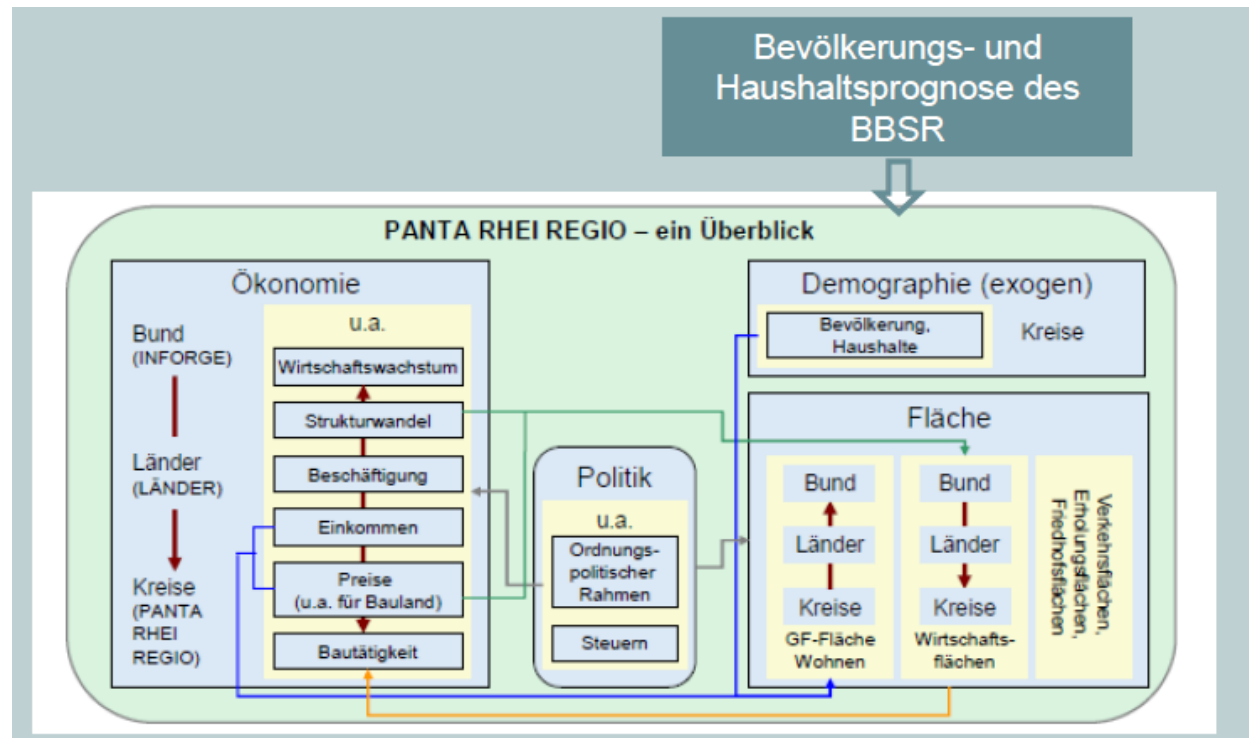 Bevölkerungs- und
Haushaltsprognose des
BBSR
PANTA RHEI REGIO – ein Überblick
Ökonomie
Bund
(INFORGE)
Länder
(LÄNDER)
Kreise
(PANTA
RHEI
REGIO)
u.a.
Wirtschaftswachstum
Strukturwandel
Beschäftigung
Einkommen
Preise
(u.a. für Bauland)
Bautätigkeit
Politik
u.a.
Ordnungs-
politischer
Rahmen
Steuern
Demographie (exogen)
Bevölkerung,
Haushalte
Kreise
Fläche
Bund
Länder
Kreise
GF-Fläche
Wohnen
Bund
Länder
Kreise
Wirtschafts-
flächen
Verkehrsflächen,
Erholungsflächen,
Friedhofsflächen